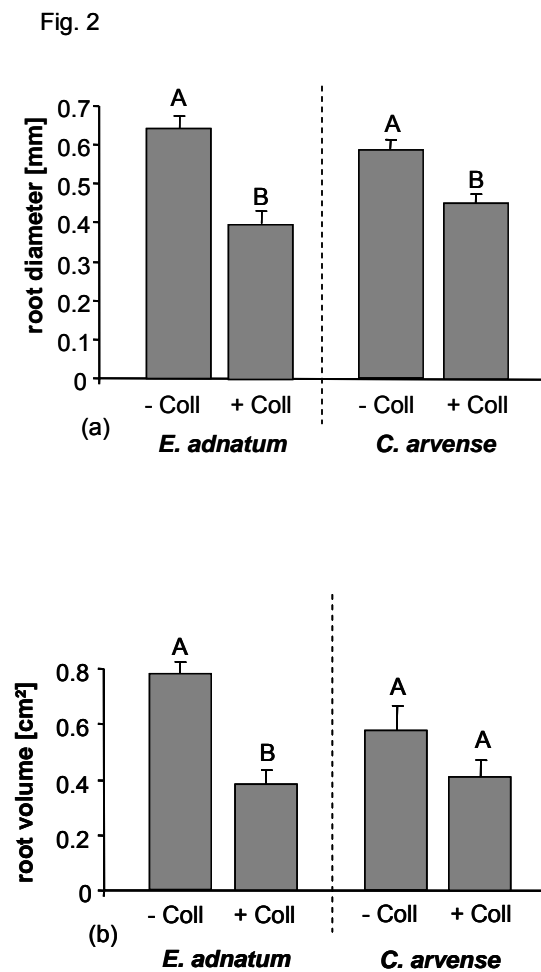 Fig. 2
root diameter [mm]
0.7
0.6
0.5
0.4
0.3
0.2
0.1
0
A
B
A
B
- Coll + Coll - Coll + Coll
(a)
E. adnatum C. arvense
root volume [cm²]
0.8
0.6
0.4
0.2
0
A
B
A
A
- Coll + Coll - Coll + Coll
(b)
E. adnatum C. arvense